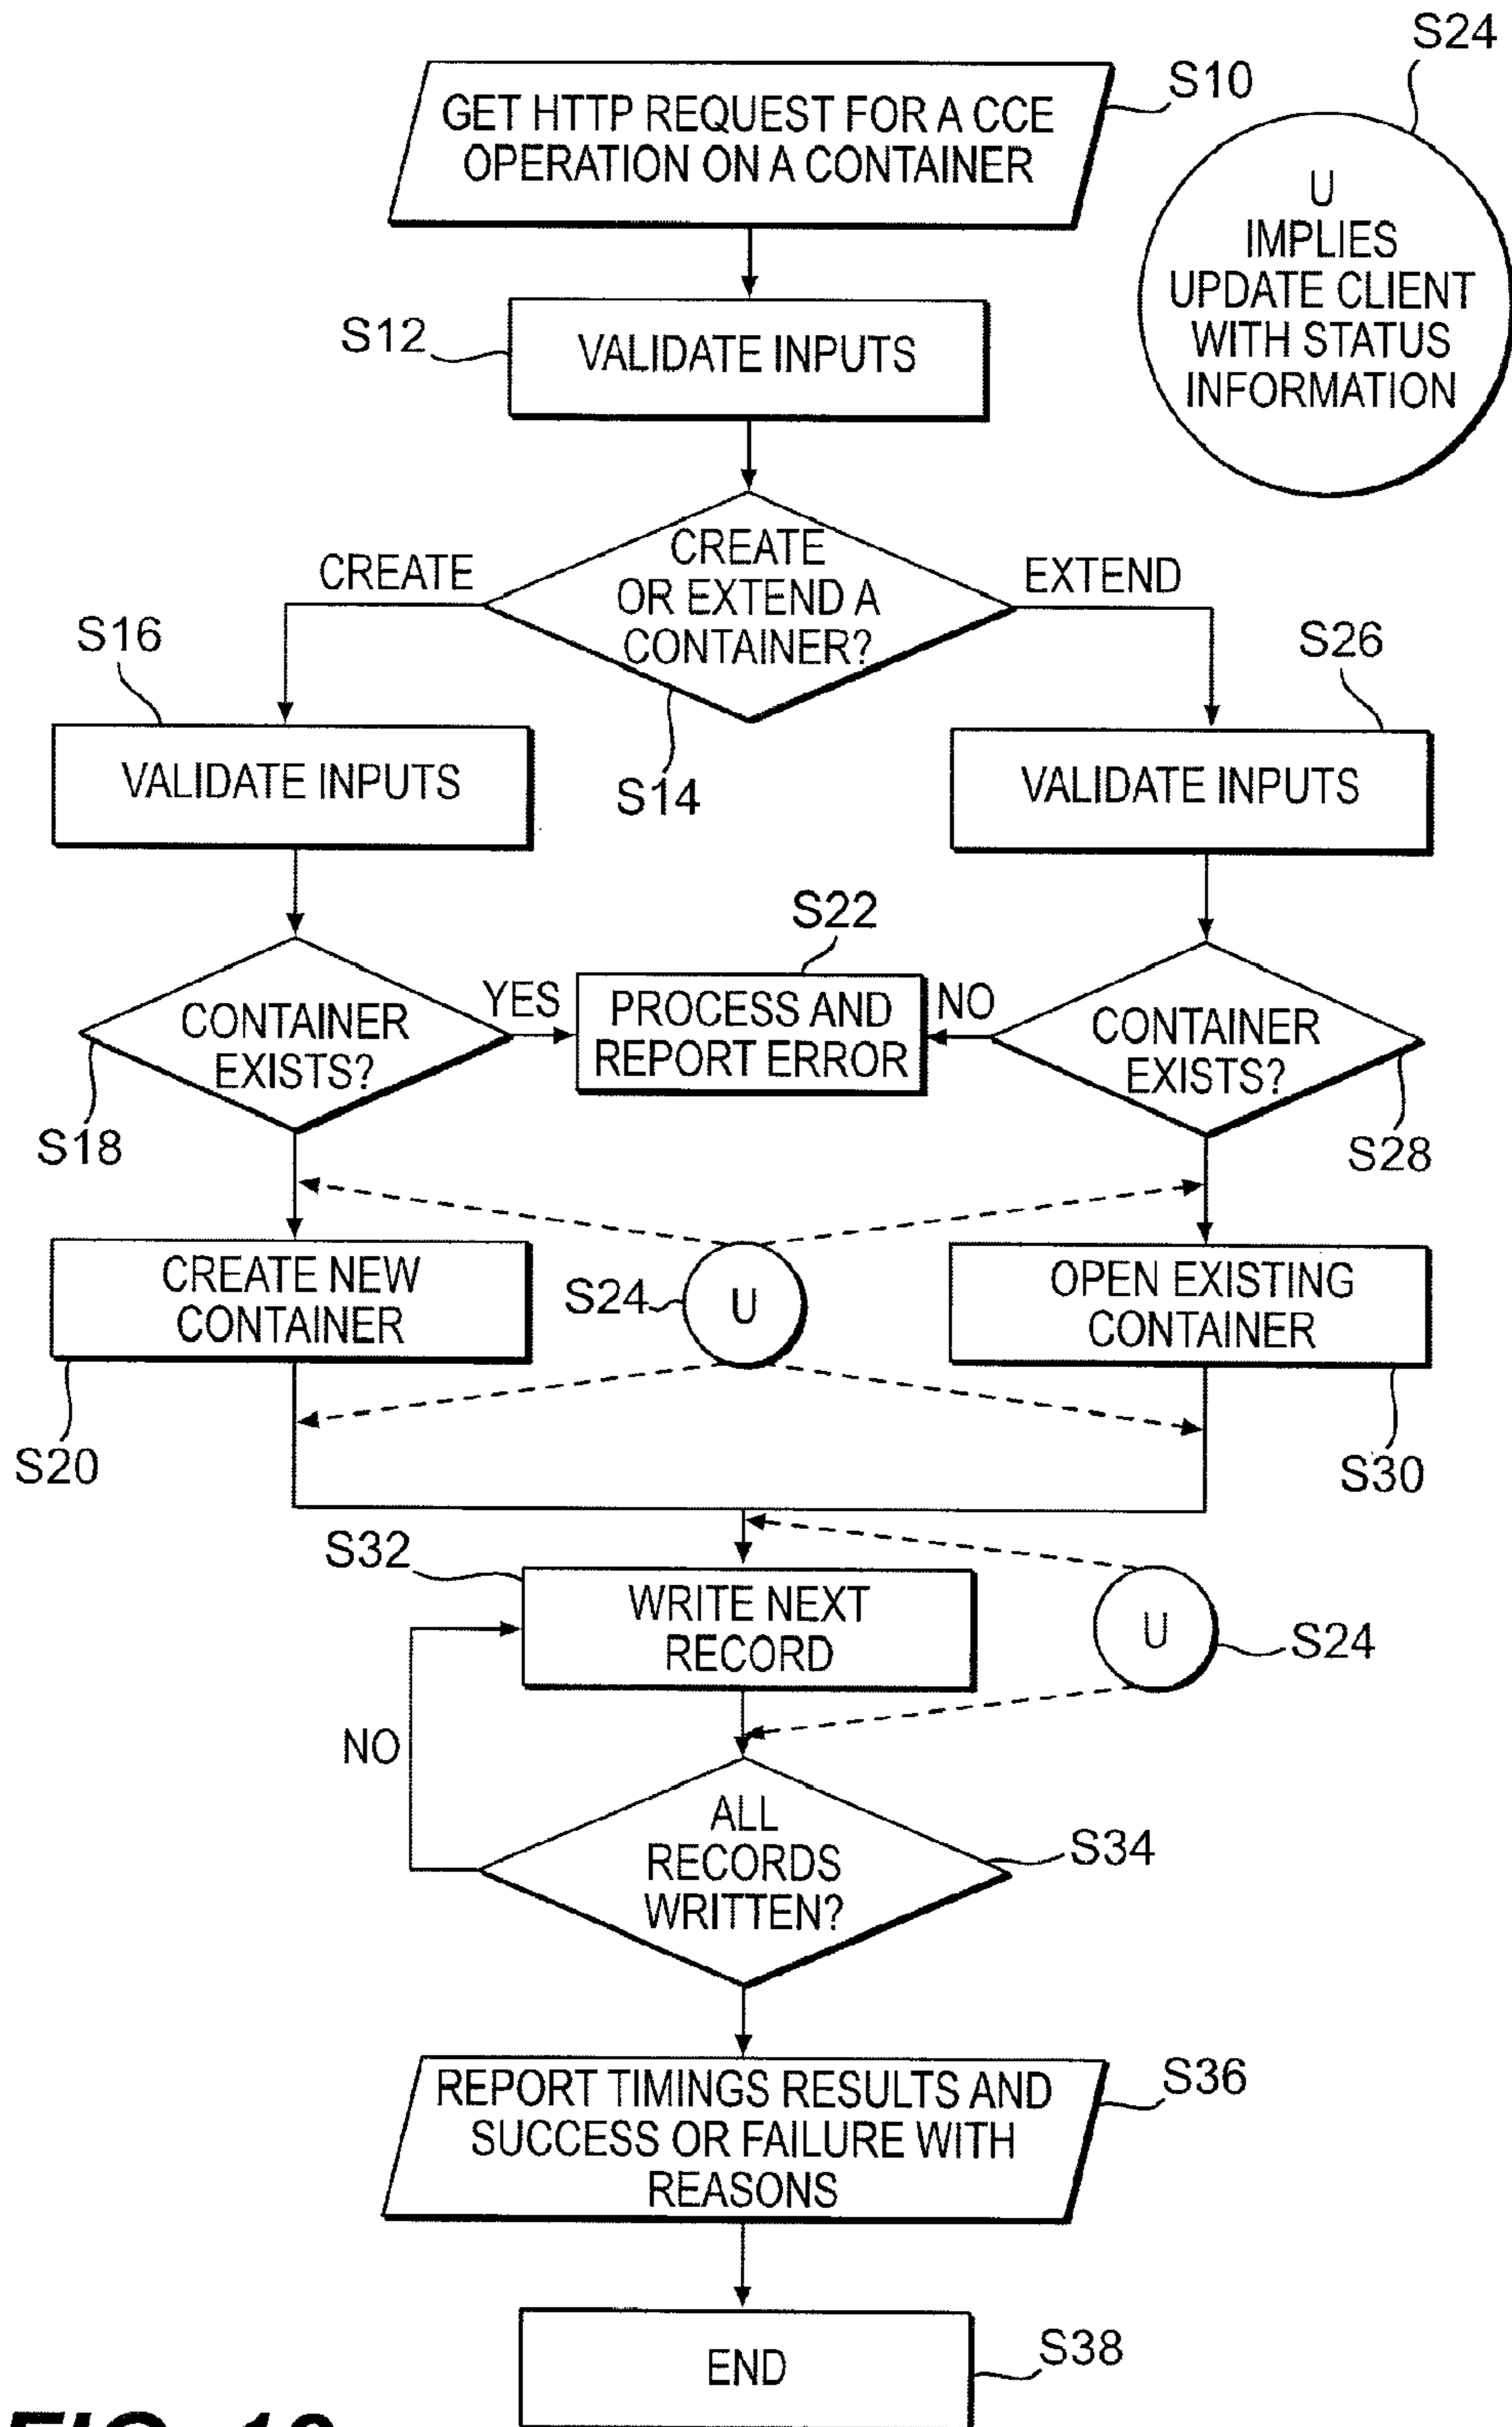 S24
S10
GET HTTP REQUEST FOR A CCE
OPERATION ON A CONTAINER
U
IMPLIES
UPDATE CLIENT
WITH STATUS
INFORMATION
S12
VALIDATE INPUTS
CREATE
CREATE
OR EXTEND A
CONTAINER?
EXTEND
S16
S26
VALIDATE INPUTS
S14
VALIDATE INPUTS
S22
CONTAINER
EXISTS?
YES
PROCESS AND
REPORT ERROR
NO
CONTAINER
EXISTS?
S18
S28
CREATE NEW
CONTAINER
S24
U
OPEN EXISTING
CONTAINER
S20
S30
S32
WRITE NEXT
RECORD
U
S24
NO
ALL
RECORDS
WRITTEN?
S34
REPORT TIMINGS RESULTS AND
SUCCESS OR FAILURE WITH
REASONS
S36
END
S38